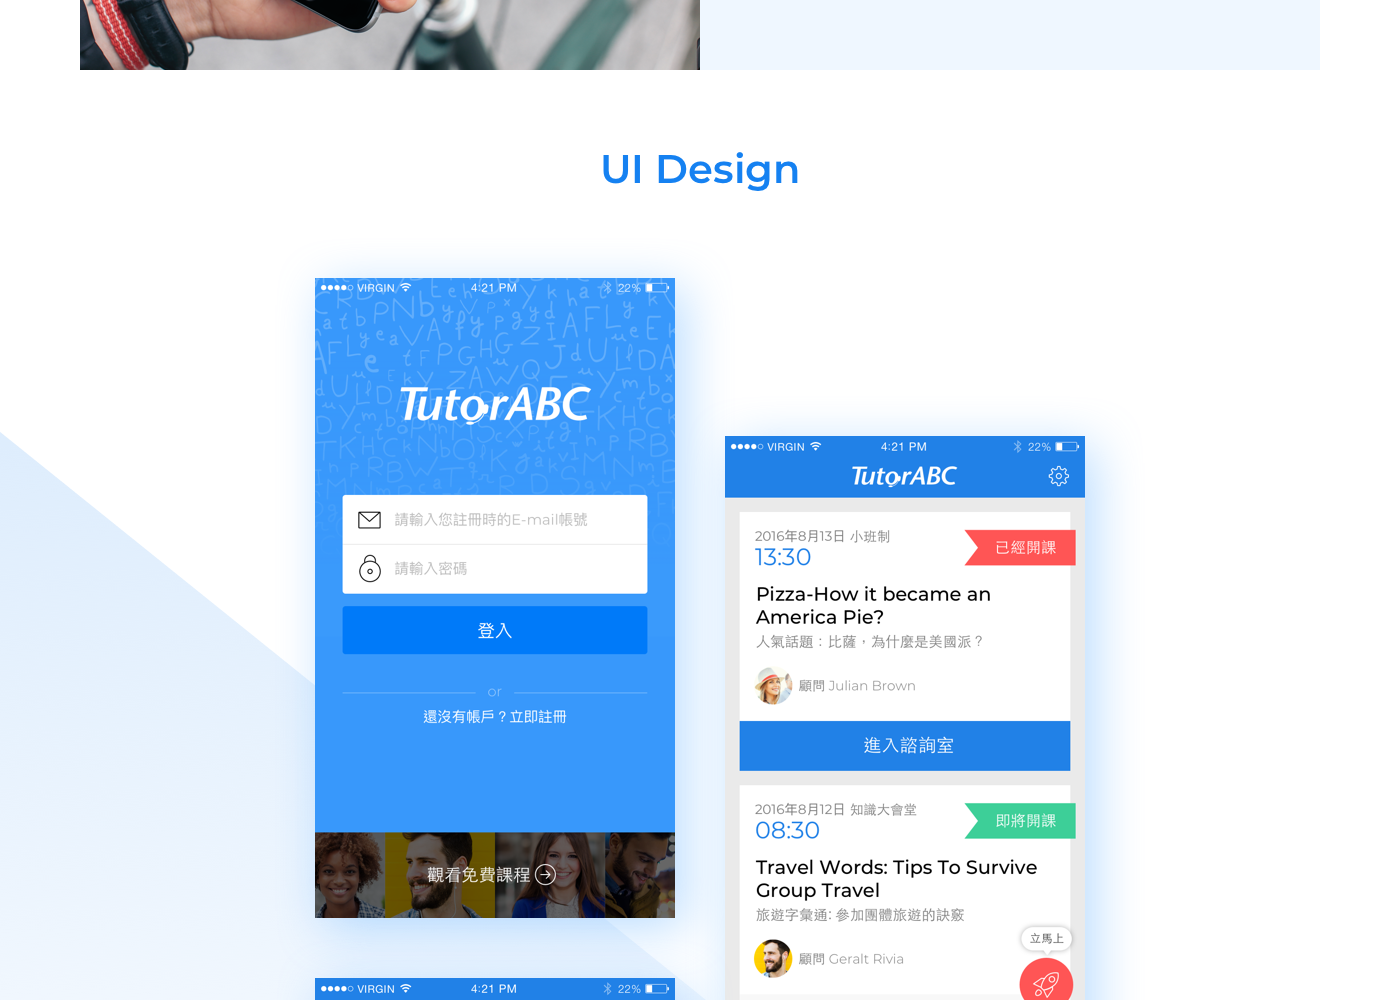 UI Design
VIRGIN 4:21 PM 22%
TutorABC
請輸入您註冊時的E-mail帳號
請輸入密碼
登入
or
還沒有帳戶？立即註冊
觀看免費課程
VIRGIN 4:21 PM 22%
VIRGIN 4:21 PM 22%
TutorABC
2016年8月13日 小班制
13:30
已經開課
Pizza-How it became an
America Pie?
人氣話題：比薩，為什麼是美國派？
顧問 Julian Brown
進入諮詢室
2016年8月12日 知識大會堂
08:30
即將開課
Travel Words: Tips To Survive
Group Travel
旅遊字彙通: 參加團體旅遊的訣竅
顧問 Geralt Rivia
立馬上